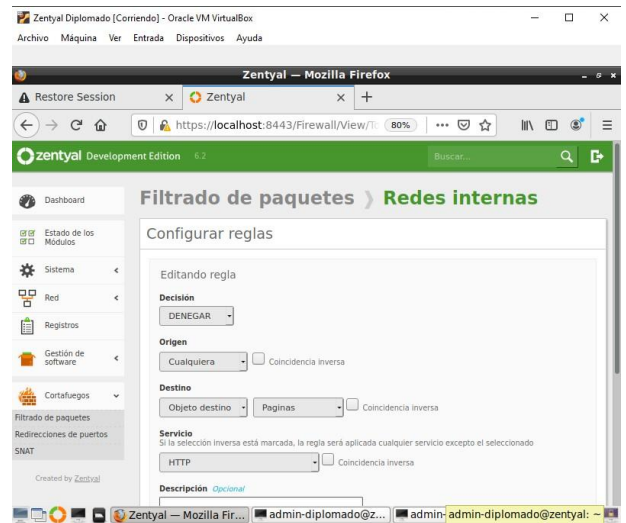 Zentyal Diplomado [Corriendo] - Oracle VM VirtualBox
Archivo Máquina Ver Entrada Dispositivos Ayuda
Zentyal — Mozilla Firefox
Restore Session
Zentyal
https://localhost:8443/Firewall/View/To
80%
zentyal Development Edition 6.2
Buscar...
Dashboard
Estado de los
Módulos
Sistema
Red
Registros
Gestión de
software
Cortafuegos
Filtrado de paquetes
Redirecciones de puertos
SNAT
Created by Zentyal
Filtrado de paquetes Redes internas
Configurar reglas
Editando regla
Decisión
DENEGAR
Origen
Cualquiera Coincidencia inversa
Destino
Objeto destino Paginas Coincidencia inversa
Servicio
Si la selección inversa está marcada, la regla será aplicada cualquier servicio excepto el seleccionado
HTTP Coincidencia inversa
Descripción Opcional
Zentyal — Mozilla Fir... admin-diplomado@z... admin- admin-diplomado@zentyal: ~